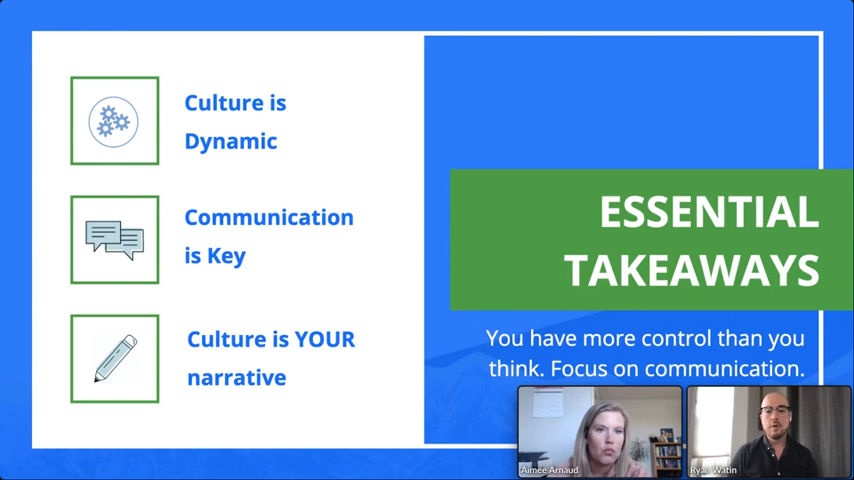 Culture is
Dynamic
Communication
is Key
Culture is YOUR
narrative
ESSENTIAL
TAKEAWAYS
You have more control than you
think. Focus on communication.
Aimée Arnaud
Ryan Watin